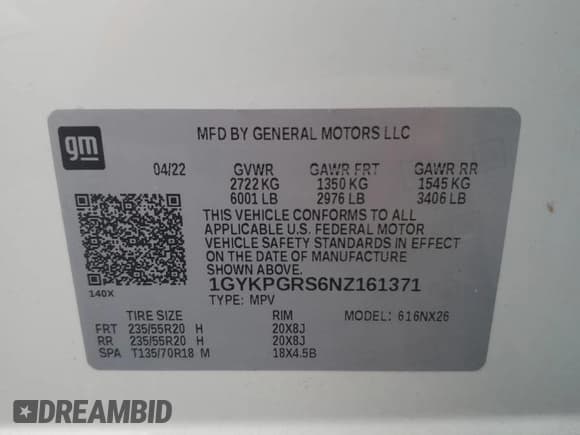 gm
MFD BY GENERAL MOTORS LLC
04/22 GVWR GAWR FRT GAWR RR
2722 KG 1350 KG 1545 KG
6001 LB 2976 LB 3406 LB
THIS VEHICLE CONFORMS TO ALL
APPLICABLE U.S. FEDERAL MOTOR
VEHICLE SAFETY STANDARDS IN EFFECT
ON THE DATE OF MANUFACTURE
SHOWN ABOVE.
140X
1GYKPGRS6NZ161371
TYPE: MPV
TIRE SIZE RIM MODEL: 616NX26
FRT 235/55R20 H 20X8J
RR 235/55R20 H 20X8J
SPA T135/70R18 M 18X4.5B
DREAMBID